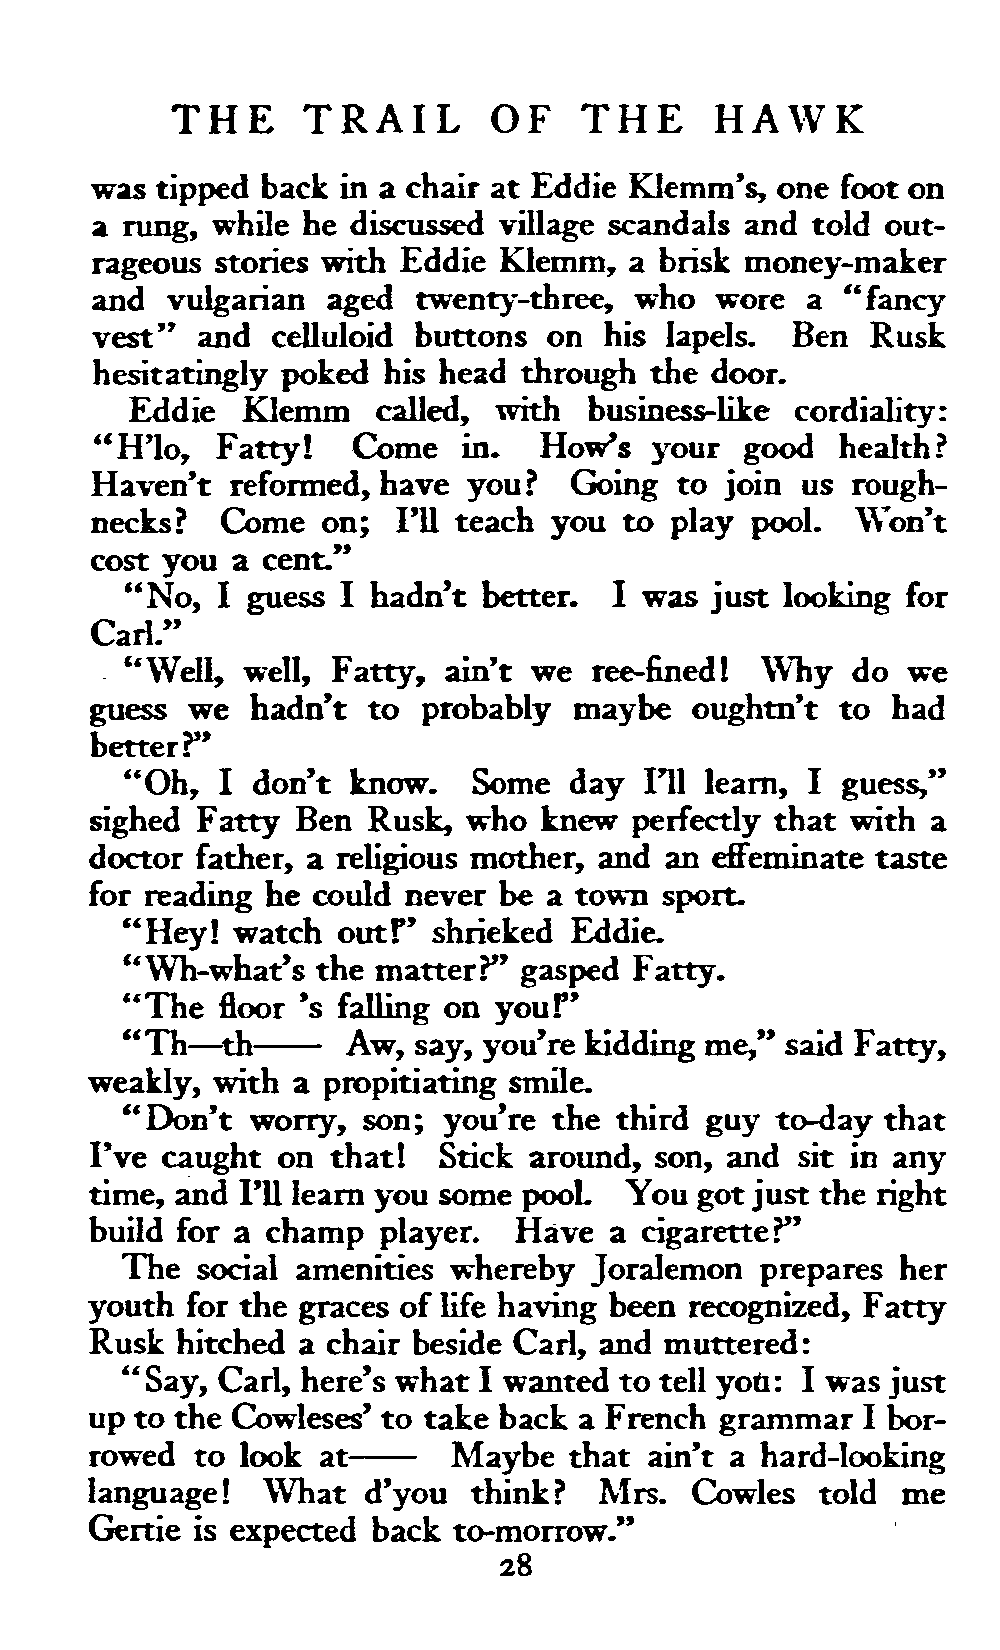 THE TRAIL OF THE HAWK
was tipped back in a chair at Eddie Klemm's, one foot on
a rung, while he discussed village scandals and told out-
rageous stories with Eddie Klemm, a brisk money-maker
and vulgarian aged twenty-three, who wore a "fancy
vest" and celluloid buttons on his lapels. Ben Rusk
hesitatingly poked his head through the door.
Eddie Klemm called, with business-like cordiality:
"H'lo, Fatty! Come in. How's your good health?
Haven't reformed, have you? Going to join us rough-
necks? Come on; I'll teach you to play pool. Won't
cost you a cent."
"No, I guess I hadn't better. I was just looking for
Carl."
"Well, well, Fatty, ain't we ree-fined! Why do we
guess we hadn't to probably maybe oughtn't to had
better?"
"Oh, I don't know. Some day I'll learn, I guess,"
sighed Fatty Ben Rusk, who knew perfectly that with a
doctor father, a religious mother, and an effeminate taste
for reading he could never be a town sport.
"Hey! watch out!" shrieked Eddie.
"Wh-what's the matter?" gasped Fatty.
"The floor 's falling on you!"
"Th—th—— Aw, say, you're kidding me," said Fatty,
weakly, with a propitiating smile.
"Don't worry, son; you're the third guy to-day that
I've caught on that! Stick around, son, and sit in any
time, and I'll learn you some pool. You got just the right
build for a champ player. Have a cigarette?"
The social amenities whereby Joralemon prepares her
youth for the graces of life having been recognized, Fatty
Rusk hitched a chair beside Carl, and muttered:
"Say, Carl, here's what I wanted to tell you: I was just
up to the Cowleses' to take back a French grammar I bor-
rowed to look at—— Maybe that ain't a hard-looking
language! What d'you think? Mrs. Cowles told me
Gertie is expected back to-morrow."
28